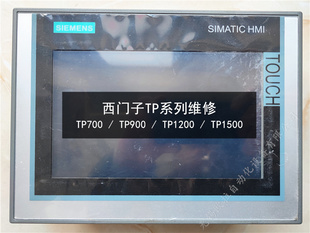 SIEMENS
SIMATIC HMI
TOUCH
西门子TP系列维修
TP700 / TP900 / TP1200 / TP1500